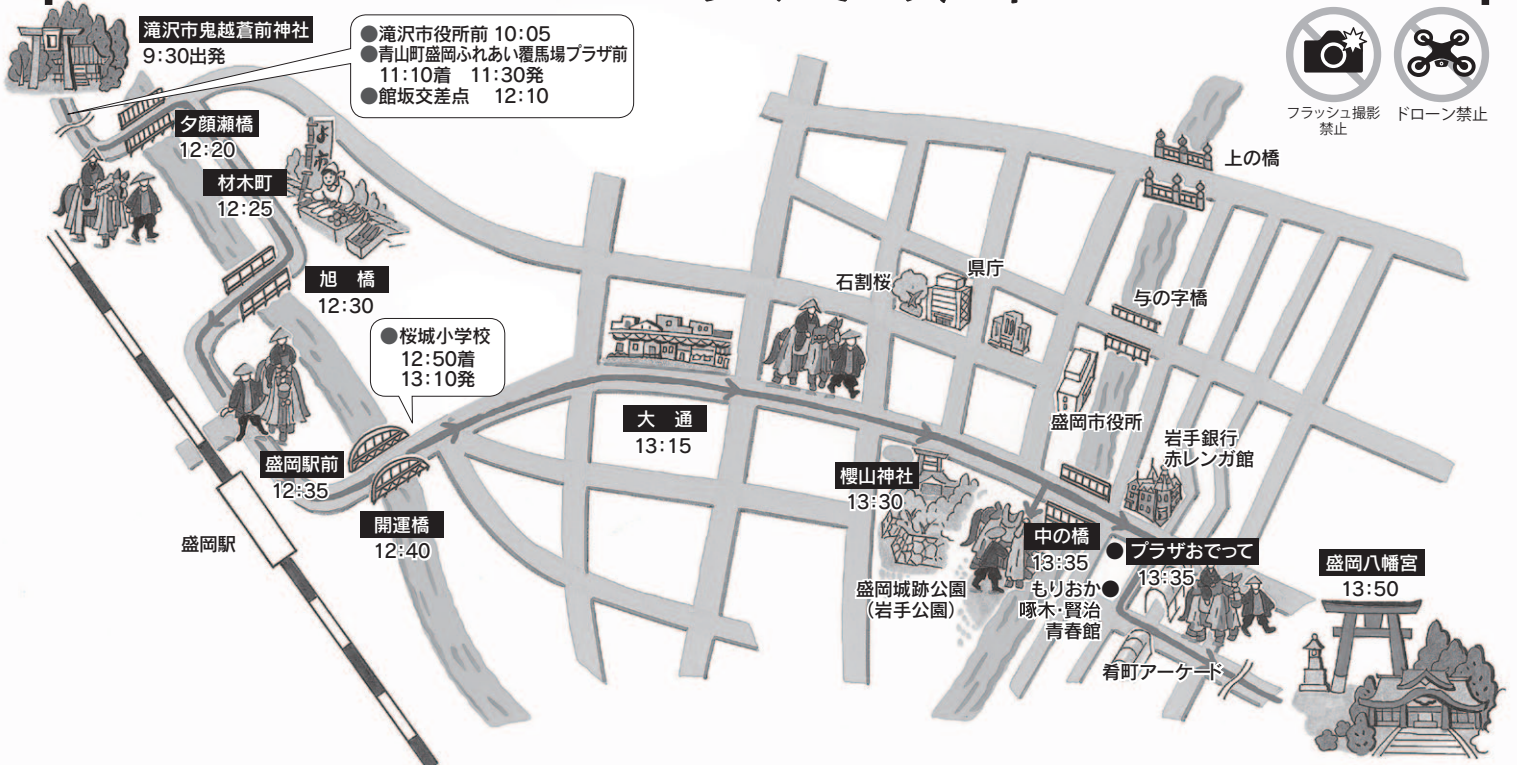 滝沢市鬼越蒼前神社
9:30出発
●滝沢市役所前 10:05
●青山町盛岡ふれあい覆馬場プラザ前
11:10着 11:30発
●館坂交差点 12:10
フラッシュ撮影
禁止
ドローン禁止
夕顔瀬橋
12:20
材木町
12:25
よ市
旭 橋
12:30
●桜城小学校
12:50着
13:10発
盛岡駅前
12:35
開運橋
12:40
盛岡駅
大 通
13:15
石割桜
県庁
上の橋
与の字橋
盛岡市役所
岩手銀行
赤レンガ館
櫻山神社
13:30
盛岡城跡公園
(岩手公園)
中の橋
13:35
●プラザおでって
13:35
もりおか●
啄木・賢治
青春館
肴町アーケード
盛岡八幡宮
13:50